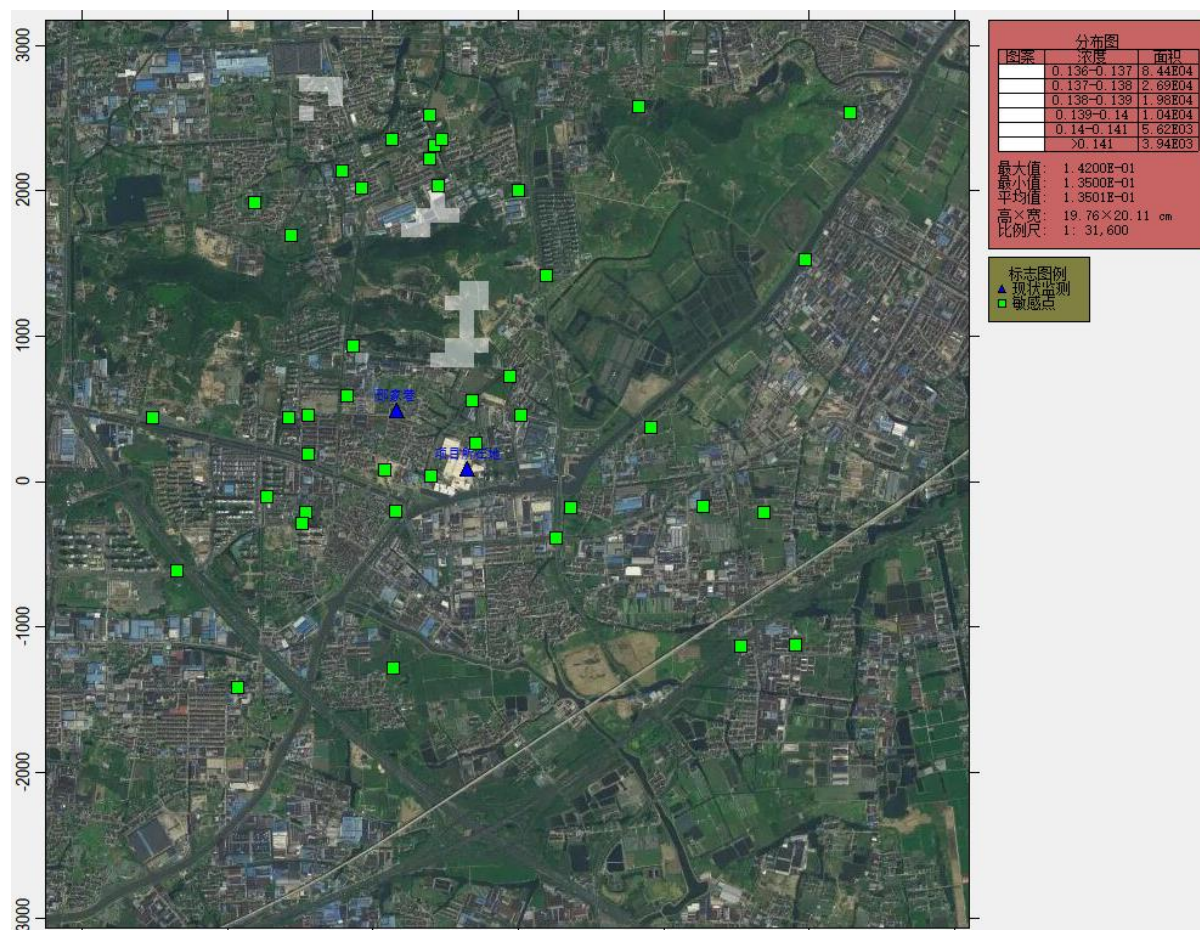 分布图
图案 浓度 面积
0.136-0.137 8.44E04
0.137-0.138 2.69E04
0.138-0.139 1.98E04
0.139-0.14 1.04E04
0.14-0.141 5.62E03
>0.141 3.94E03
最大值: 1.4200E-01
最小值: 1.3500E-01
平均值: 1.3501E-01
高×宽: 19.76×20.11 cm
比例尺: 1: 31,600
标志图例
现状监测
敏感点
3000
2000
1000
0
-1000
-2000
-3000
项目所在地